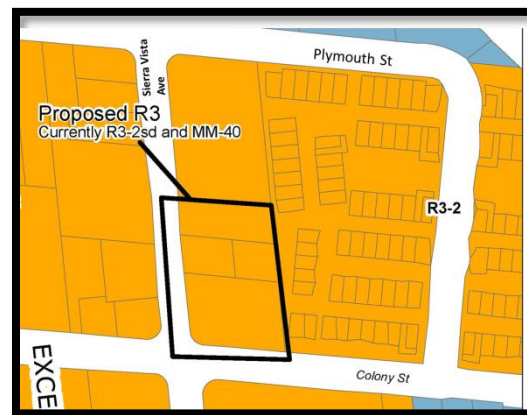 Plymouth St
Sierra Vista
Ave
Proposed R3
Currently R3-2sd and MM-40
R3-2
Colony St
EXCE